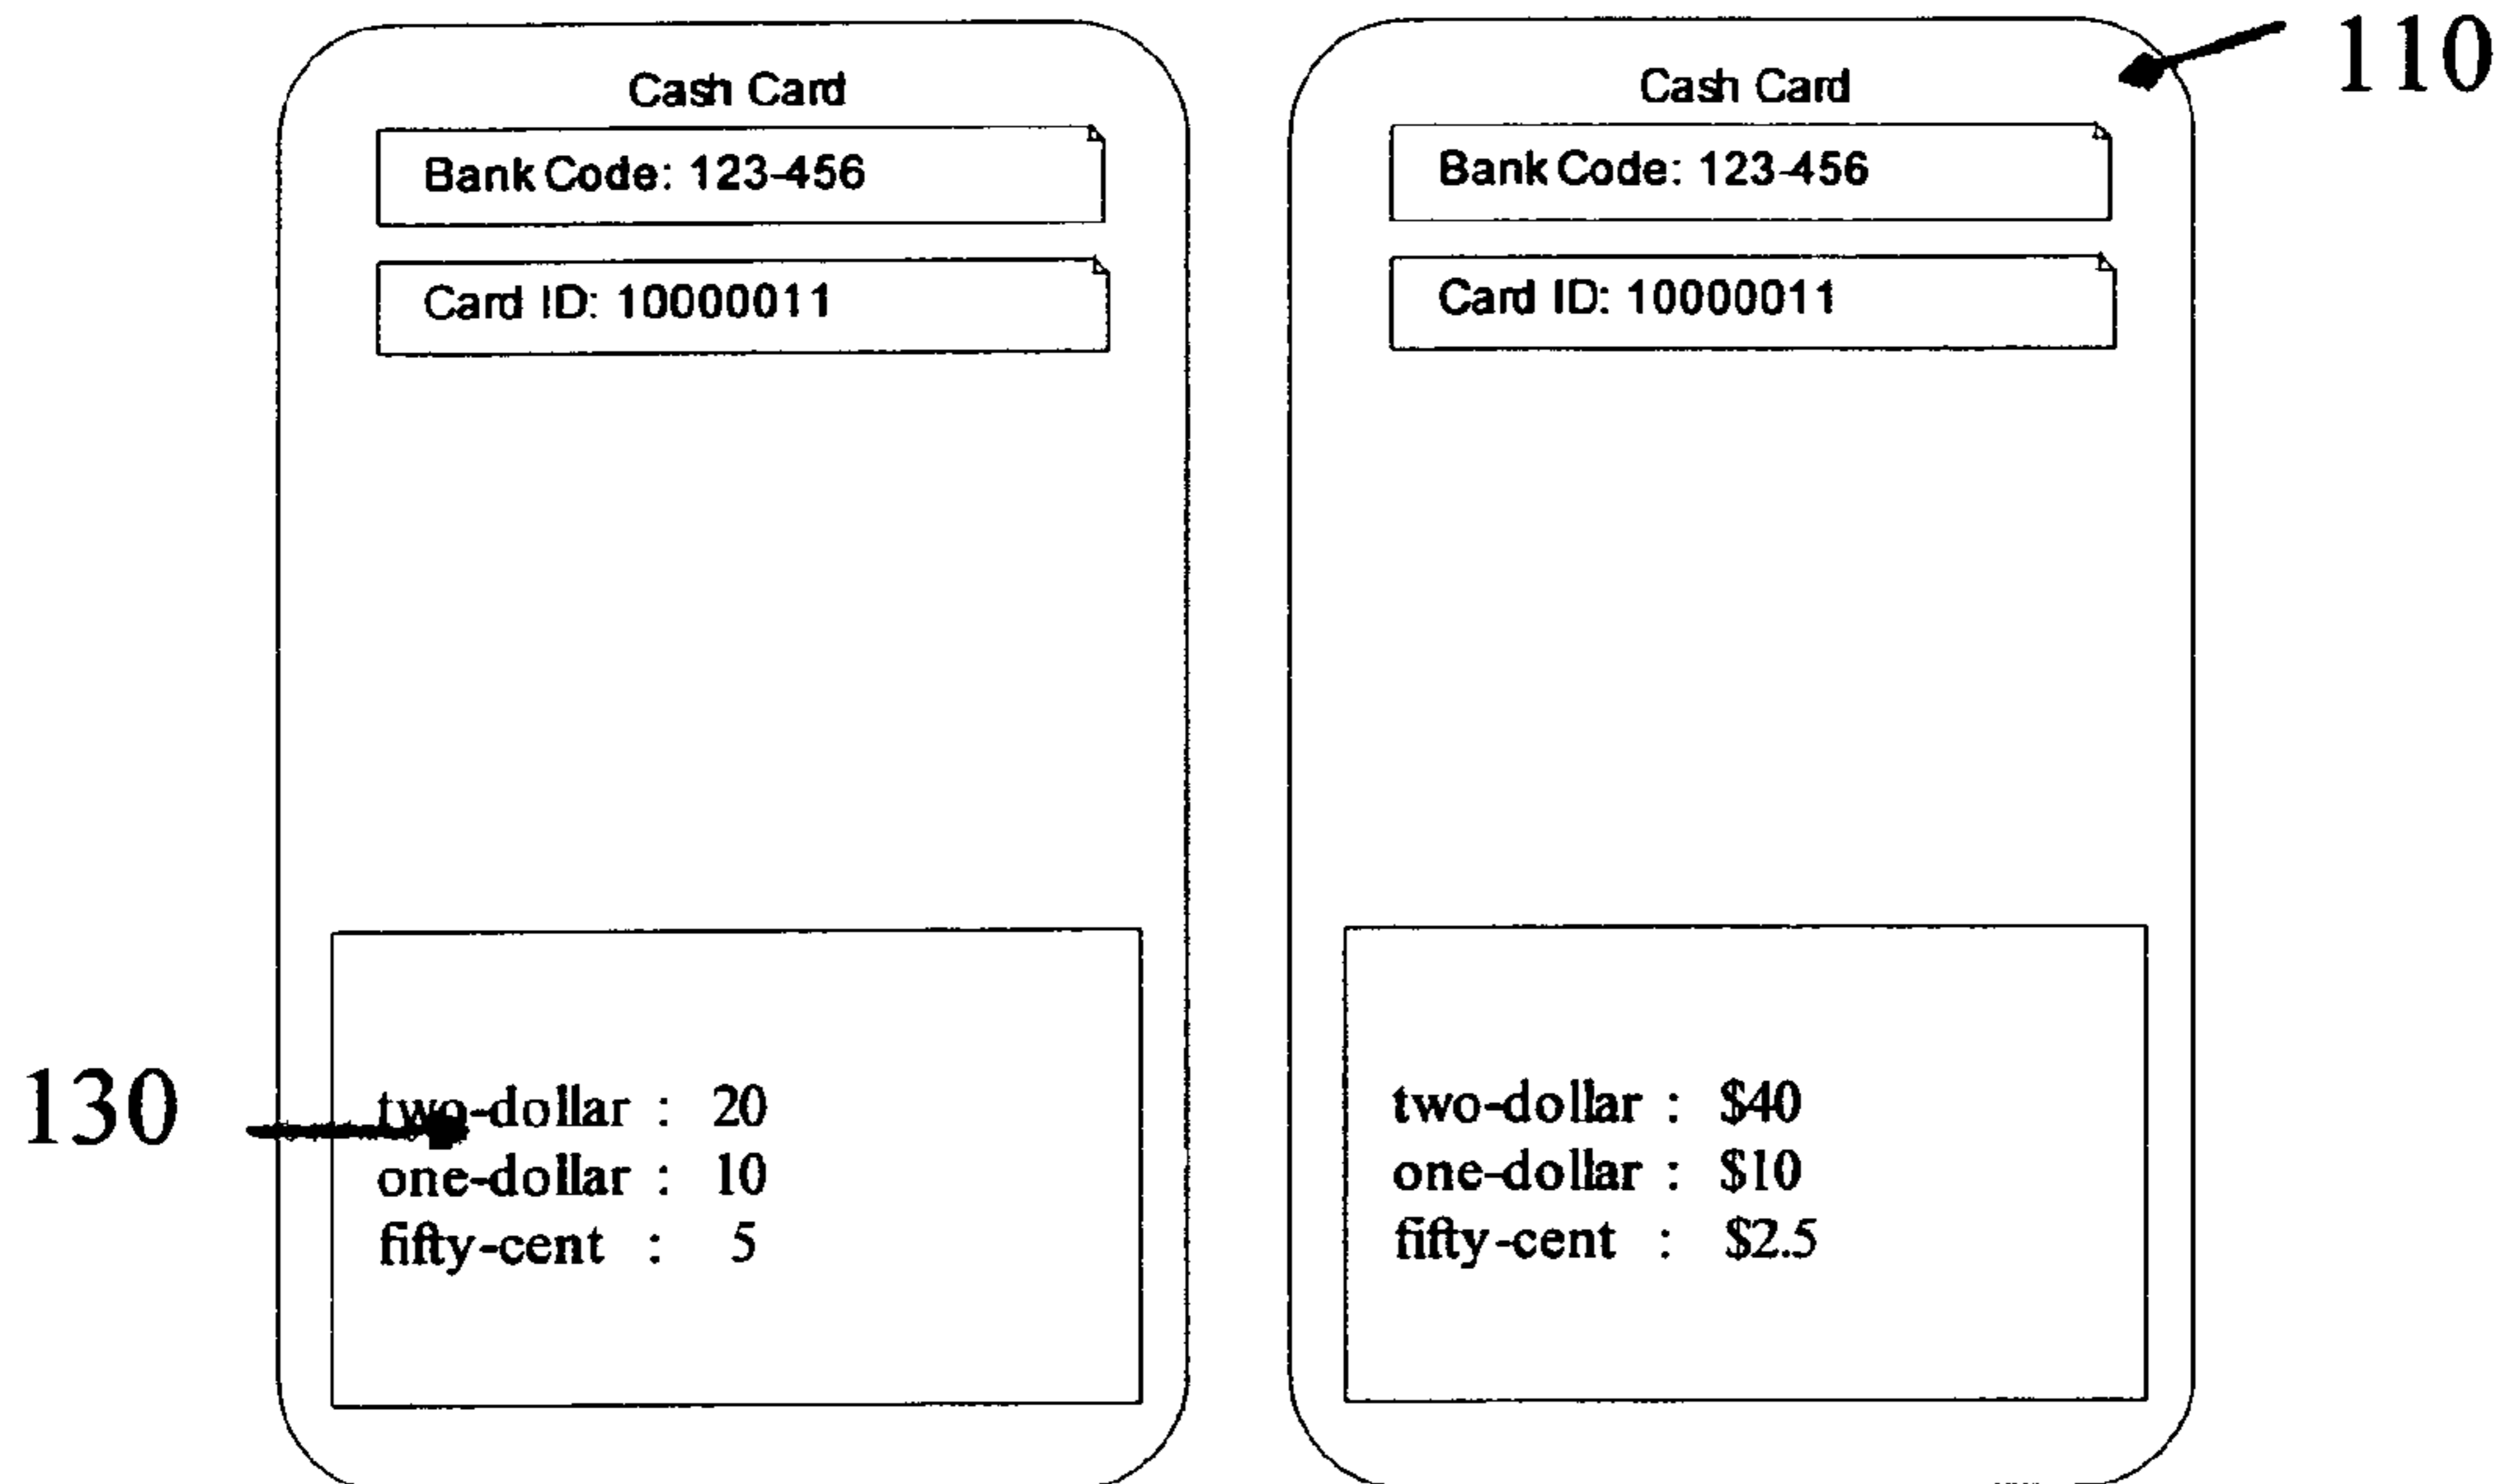 110
Cash Card
Bank Code: 123-456
Card ID: 10000011
130
two-dollar : 20
one-dollar : 10
fifty-cent : 5
Cash Card
Bank Code: 123-456
Card ID: 10000011
two-dollar : $40
one-dollar : $10
fifty-cent : $2.5